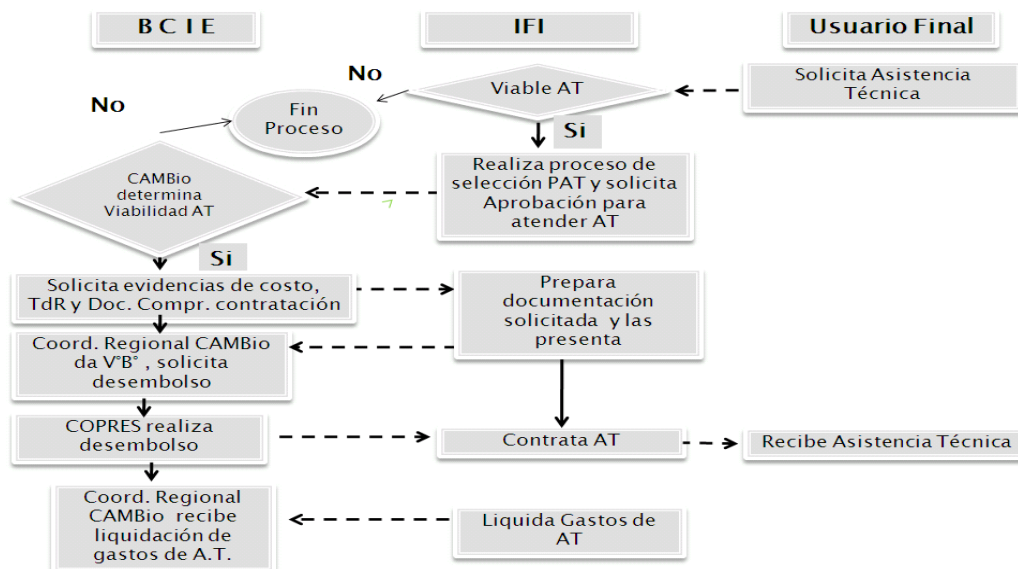 B C I E
IFI
Usuario Final
No
Viable AT
Solicita Asistencia
Técnica
No
Fin
Proceso
Si
CAMBio
determina
Viabilidad AT
Realiza proceso de
selección PAT y solicita
Aprobación para
atender AT
Si
Solicita evidencias de costo,
TdR y Doc. Compr. contratación
Prepara
documentación
solicitada y las
presenta
Coord. Regional CAMBio
da V°B° , solicita
desembolso
COPRES realiza
desembolso
Contrata AT
Recibe Asistencia Técnica
Coord. Regional
CAMBio recibe
liquidación de
gastos de A.T.
Liquida Gastos de
AT